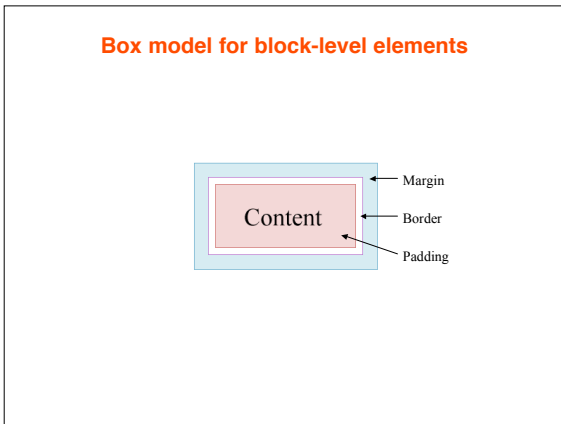 Box model for block-level elements
Margin
Content
Border
Padding